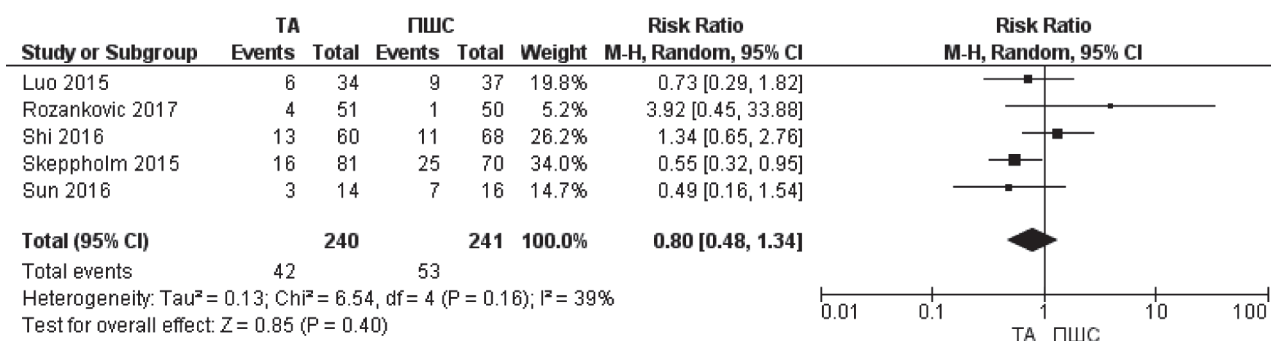 TA ПШС Risk Ratio Risk Ratio
Study or Subgroup Events Total Events Total Weight M-H, Random, 95% CI M-H, Random, 95% CI
Luo 2015 6 34 9 37 19.8% 0.73 [0.29, 1.82]
Rozankovic 2017 4 51 1 50 5.2% 3.92 [0.45, 33.88]
Shi 2016 13 60 11 68 26.2% 1.34 [0.65, 2.76]
Skeppholm 2015 16 81 25 70 34.0% 0.55 [0.32, 0.95]
Sun 2016 3 14 7 16 14.7% 0.49 [0.16, 1.54]
Total (95% CI) 240 241 100.0% 0.80 [0.48, 1.34]
Total events 42 53
Heterogeneity: Tau² = 0.13; Chi² = 6.54, df = 4 (P = 0.16); I² = 39%
Test for overall effect: Z = 0.85 (P = 0.40)
0.01 0.1 1 10 100
TA ПШС